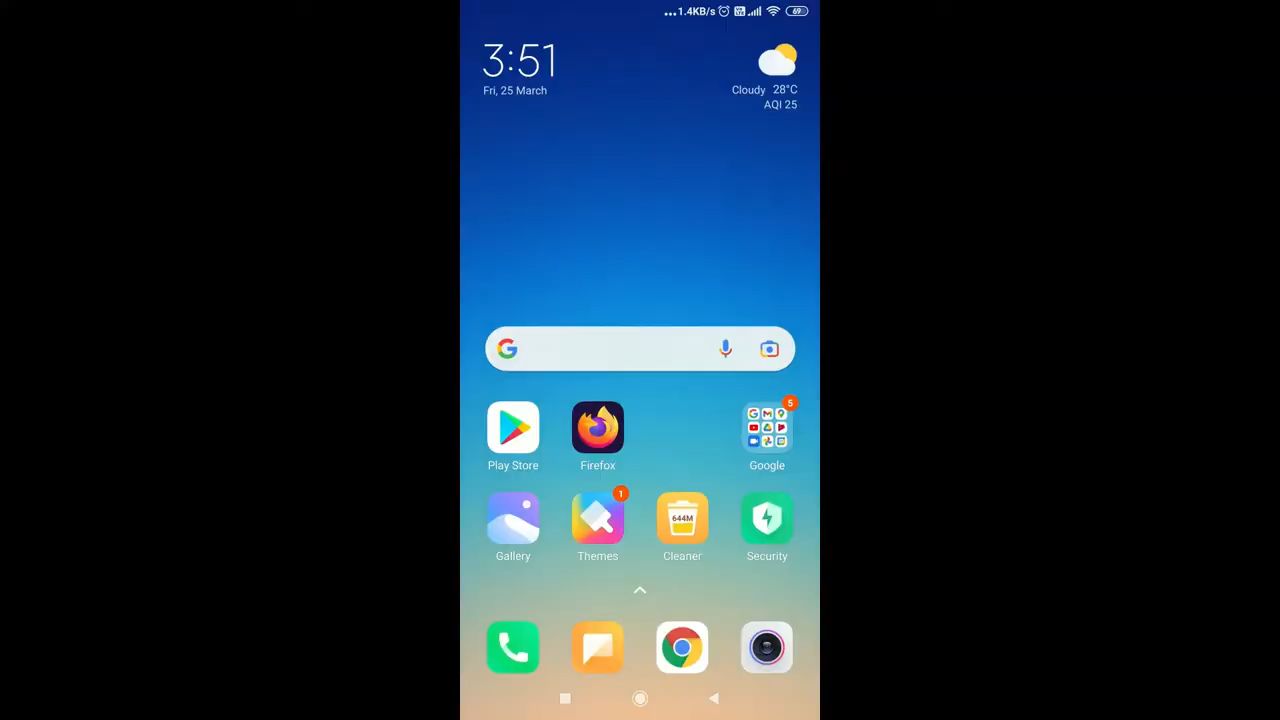 ...1.4KB/s 69
3:51
Fri, 25 March
Cloudy 28°C
AQI 25
5
Play Store Firefox Google
1
644M
Gallery Themes Cleaner Security